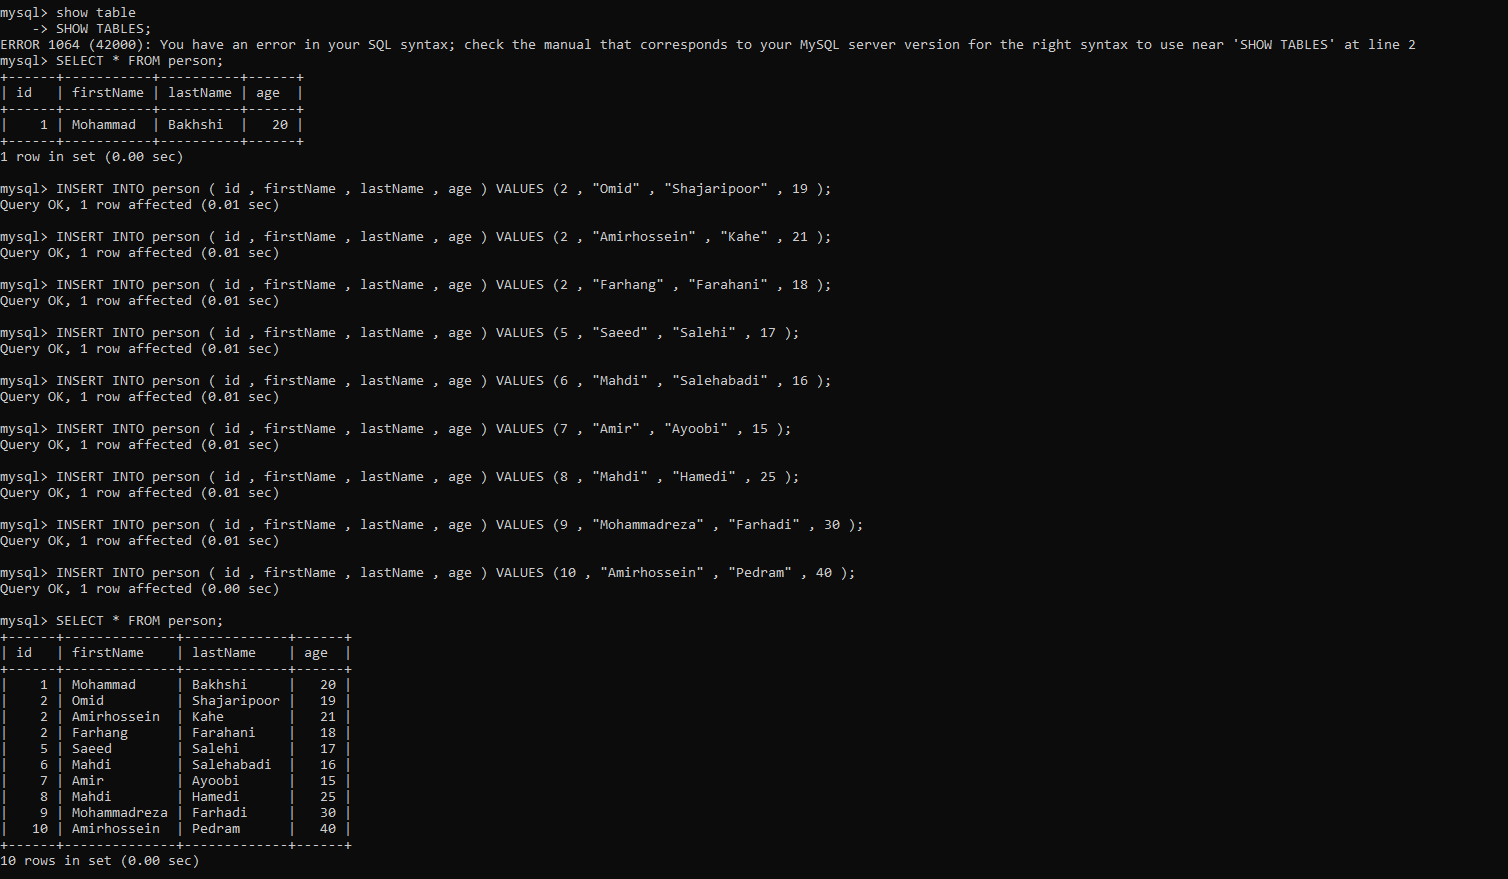 mysql> show table
    -> SHOW TABLES;
ERROR 1064 (42000): You have an error in your SQL syntax; check the manual that corresponds to your MySQL server version for the right syntax to use near 'SHOW TABLES' at line 2
mysql> SELECT * FROM person;
+------+-----------+----------+------+
| id   | firstName | lastName | age  |
+------+-----------+----------+------+
|    1 | Mohammad  | Bakhshi  |   20 |
+------+-----------+----------+------+
1 row in set (0.00 sec)

mysql> INSERT INTO person ( id , firstName , lastName , age ) VALUES (2 , "Omid" , "Shajaripoor" , 19 );
Query OK, 1 row affected (0.01 sec)

mysql> INSERT INTO person ( id , firstName , lastName , age ) VALUES (2 , "Amirhossein" , "Kahe" , 21 );
Query OK, 1 row affected (0.01 sec)

mysql> INSERT INTO person ( id , firstName , lastName , age ) VALUES (2 , "Farhang" , "Farahani" , 18 );
Query OK, 1 row affected (0.01 sec)

mysql> INSERT INTO person ( id , firstName , lastName , age ) VALUES (5 , "Saeed" , "Salehi" , 17 );
Query OK, 1 row affected (0.01 sec)

mysql> INSERT INTO person ( id , firstName , lastName , age ) VALUES (6 , "Mahdi" , "Salehabadi" , 16 );
Query OK, 1 row affected (0.01 sec)

mysql> INSERT INTO person ( id , firstName , lastName , age ) VALUES (7 , "Amir" , "Ayoobi" , 15 );
Query OK, 1 row affected (0.01 sec)

mysql> INSERT INTO person ( id , firstName , lastName , age ) VALUES (8 , "Mahdi" , "Hamedi" , 25 );
Query OK, 1 row affected (0.01 sec)

mysql> INSERT INTO person ( id , firstName , lastName , age ) VALUES (9 , "Mohammadreza" , "Farhadi" , 30 );
Query OK, 1 row affected (0.01 sec)

mysql> INSERT INTO person ( id , firstName , lastName , age ) VALUES (10 , "Amirhossein" , "Pedram" , 40 );
Query OK, 1 row affected (0.00 sec)

mysql> SELECT * FROM person;
+------+--------------+-------------+------+
| id   | firstName    | lastName    | age  |
+------+--------------+-------------+------+
|    1 | Mohammad     | Bakhshi     |   20 |
|    2 | Omid         | Shajaripoor |   19 |
|    2 | Amirhossein  | Kahe        |   21 |
|    2 | Farhang      | Farahani    |   18 |
|    5 | Saeed        | Salehi      |   17 |
|    6 | Mahdi        | Salehabadi  |   16 |
|    7 | Amir         | Ayoobi      |   15 |
|    8 | Mahdi        | Hamedi      |   25 |
|    9 | Mohammadreza | Farhadi     |   30 |
|   10 | Amirhossein  | Pedram      |   40 |
+------+--------------+-------------+------+
10 rows in set (0.00 sec)